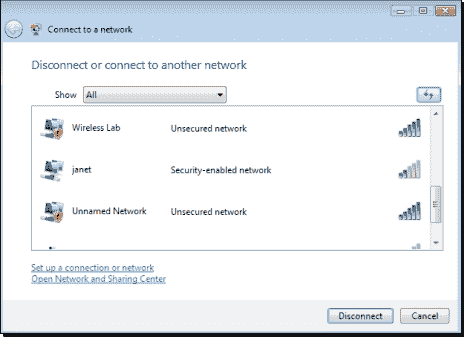 Connect to a network
Disconnect or connect to another network
Show All
Wireless Lab Unsecured network
janet Security-enabled network
Unnamed Network Unsecured network
Set up a connection or network
Open Network and Sharing Center
Disconnect Cancel